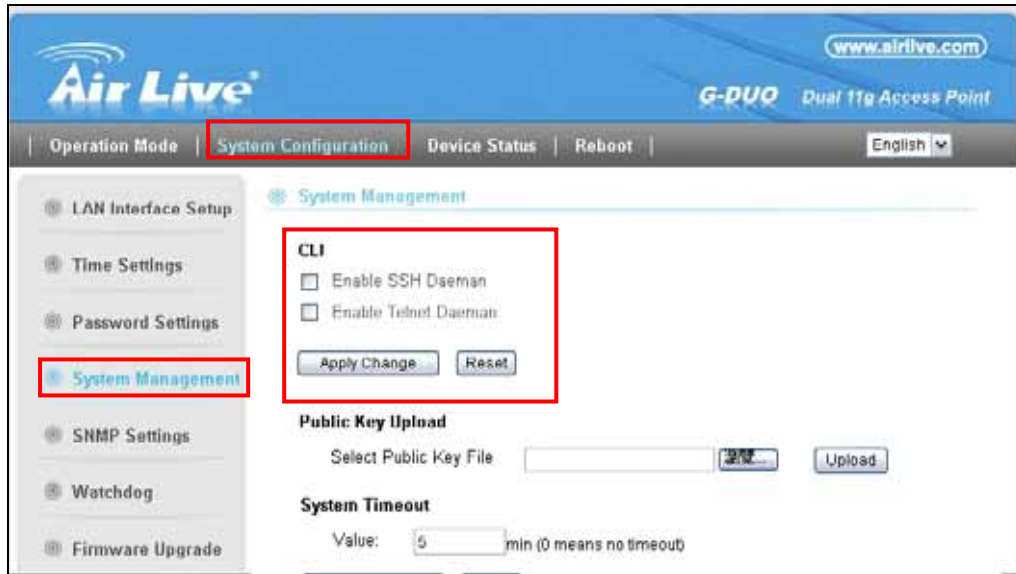 www.airlive.com
Air Live
G-DUO Dual 11g Access Point
Operation Mode | System Configuration Device Status | Reboot | English
LAN Interface Setup
Time Settings
Password Settings
System Management
SNMP Settings
Watchdog
Firmware Upgrade
System Management
CLI
Enable SSH Daeman
Enable Telnet Daeman
Apply Change Reset
Public Key Upload
Select Public Key File Upload
System Timeout
Value: 5 min (0 means no timeout)